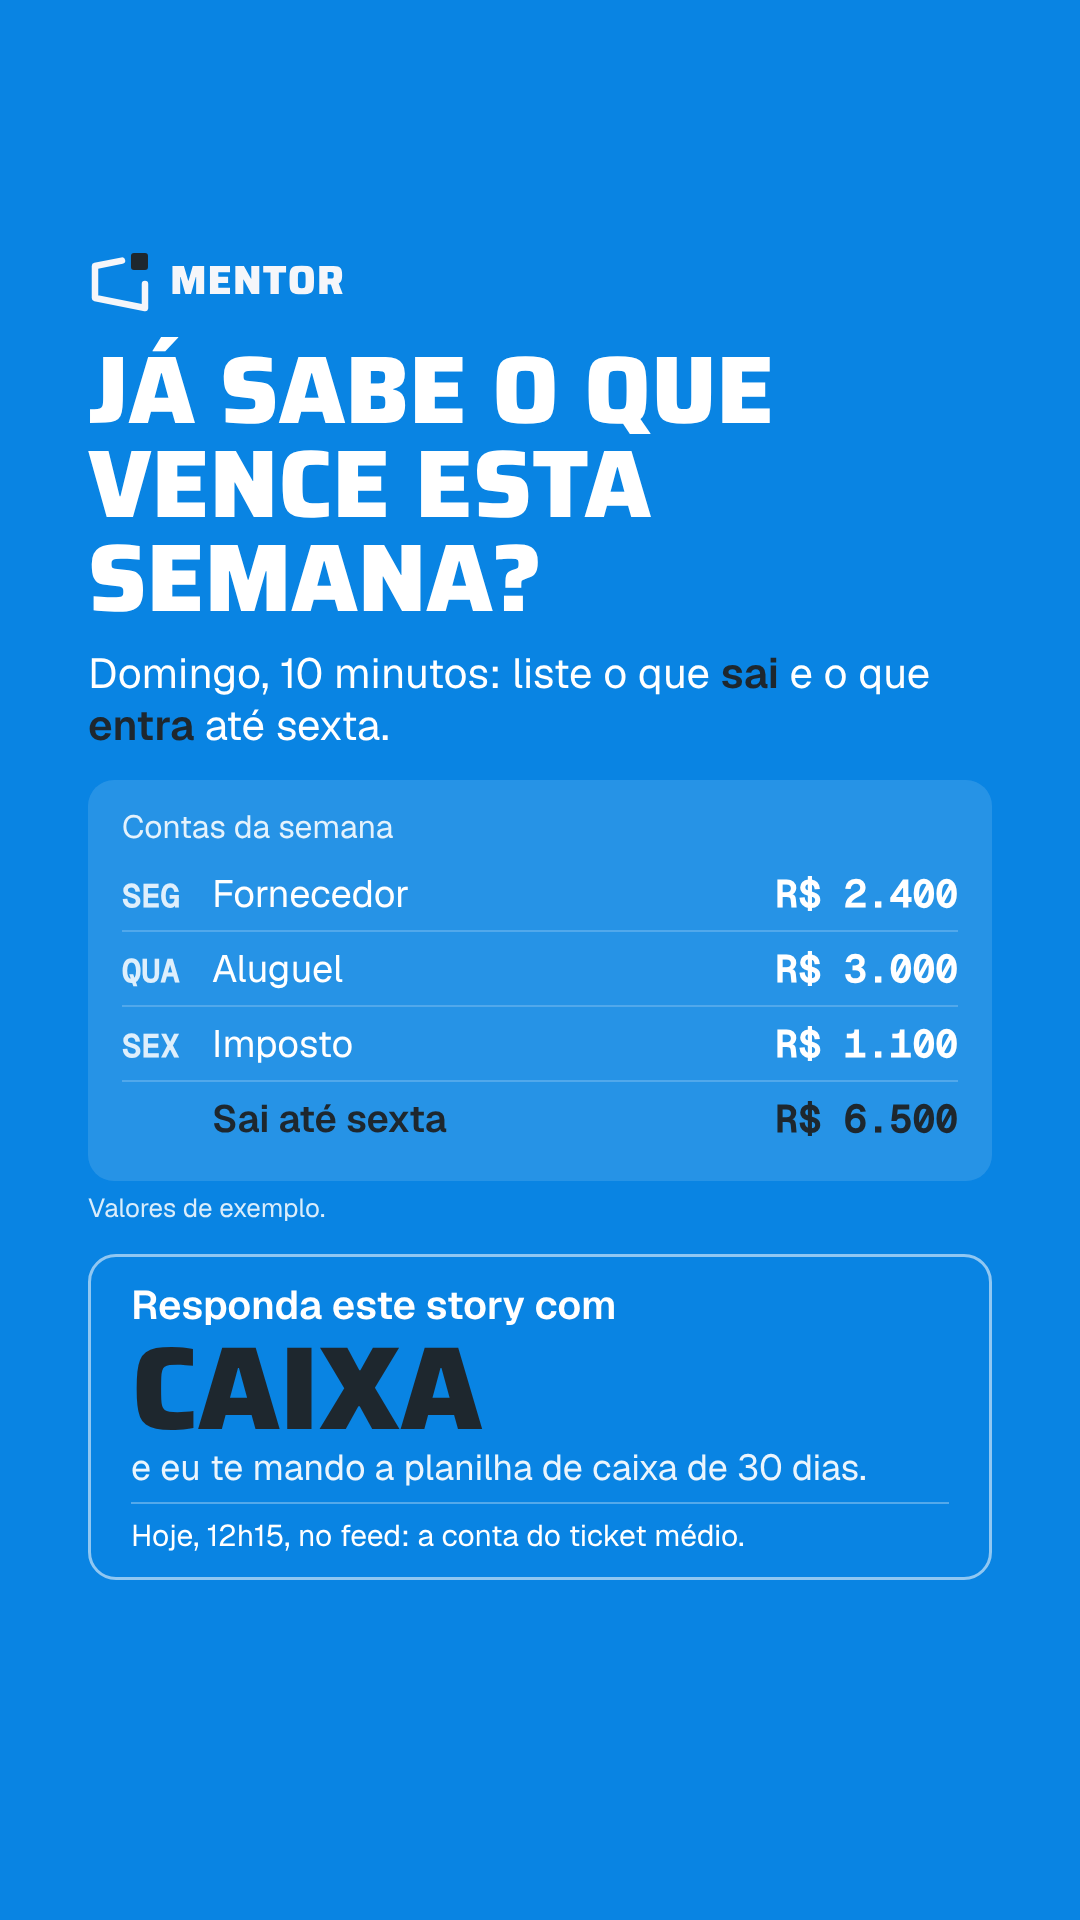 MENTOR
JÁ SABE O QUE
VENCE ESTA
SEMANA?
Domingo, 10 minutos: liste o que sai e o que
entra até sexta.
Contas da semana
SEG Fornecedor R$ 2.400
QUA Aluguel R$ 3.000
SEX Imposto R$ 1.100
Sai até sexta R$ 6.500
Valores de exemplo.
Responda este story com
CAIXA
e eu te mando a planilha de caixa de 30 dias.
Hoje, 12h15, no feed: a conta do ticket médio.